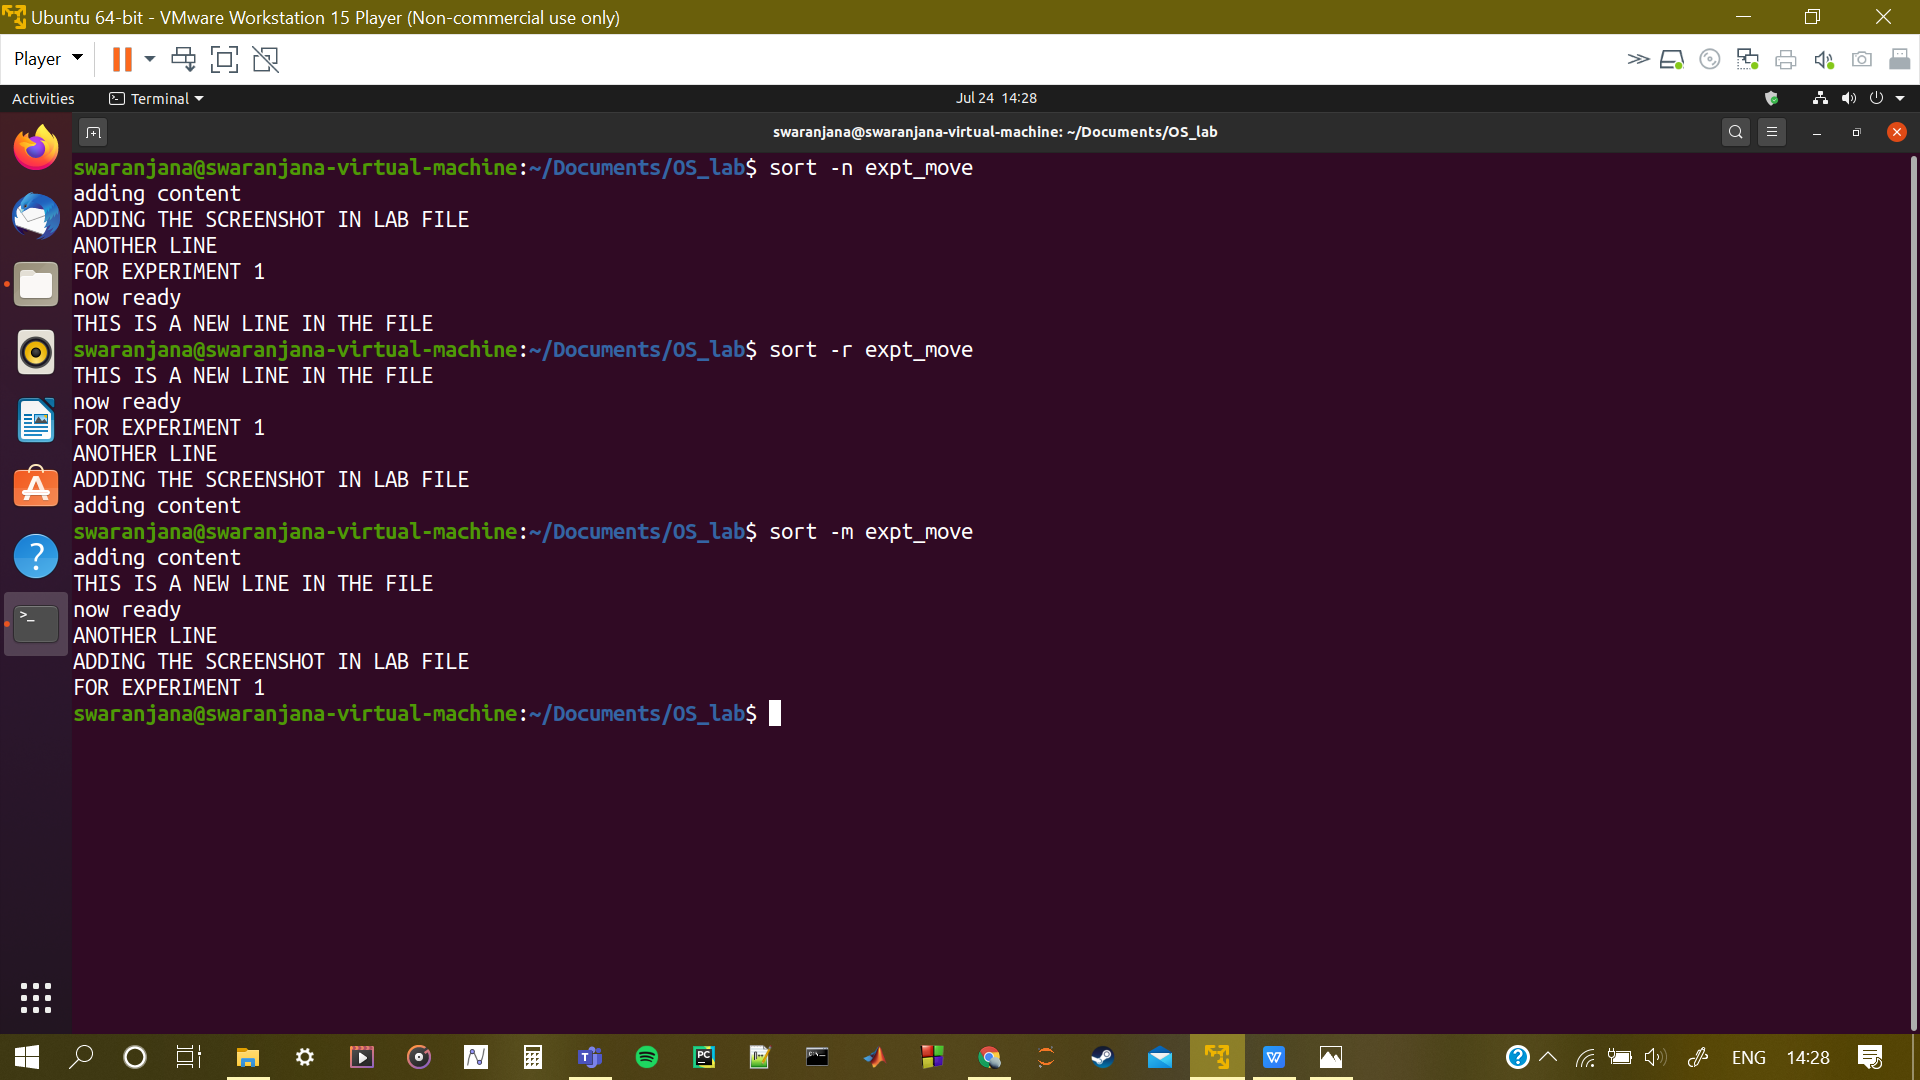 Ubuntu 64-bit - VMware Workstation 15 Player (Non-commercial use only)
Player
Activities
Terminal
Jul 24 14:28
swaranjana@swaranjana-virtual-machine: ~/Documents/OS_lab
swaranjana@swaranjana-virtual-machine:~/Documents/OS_lab$ sort -n expt_move
adding content
ADDING THE SCREENSHOT IN LAB FILE
ANOTHER LINE
FOR EXPERIMENT 1
now ready
THIS IS A NEW LINE IN THE FILE
swaranjana@swaranjana-virtual-machine:~/Documents/OS_lab$ sort -r expt_move
THIS IS A NEW LINE IN THE FILE
now ready
FOR EXPERIMENT 1
ANOTHER LINE
ADDING THE SCREENSHOT IN LAB FILE
adding content
swaranjana@swaranjana-virtual-machine:~/Documents/OS_lab$ sort -m expt_move
adding content
THIS IS A NEW LINE IN THE FILE
now ready
ANOTHER LINE
ADDING THE SCREENSHOT IN LAB FILE
FOR EXPERIMENT 1
swaranjana@swaranjana-virtual-machine:~/Documents/OS_lab$
ENG
14:28